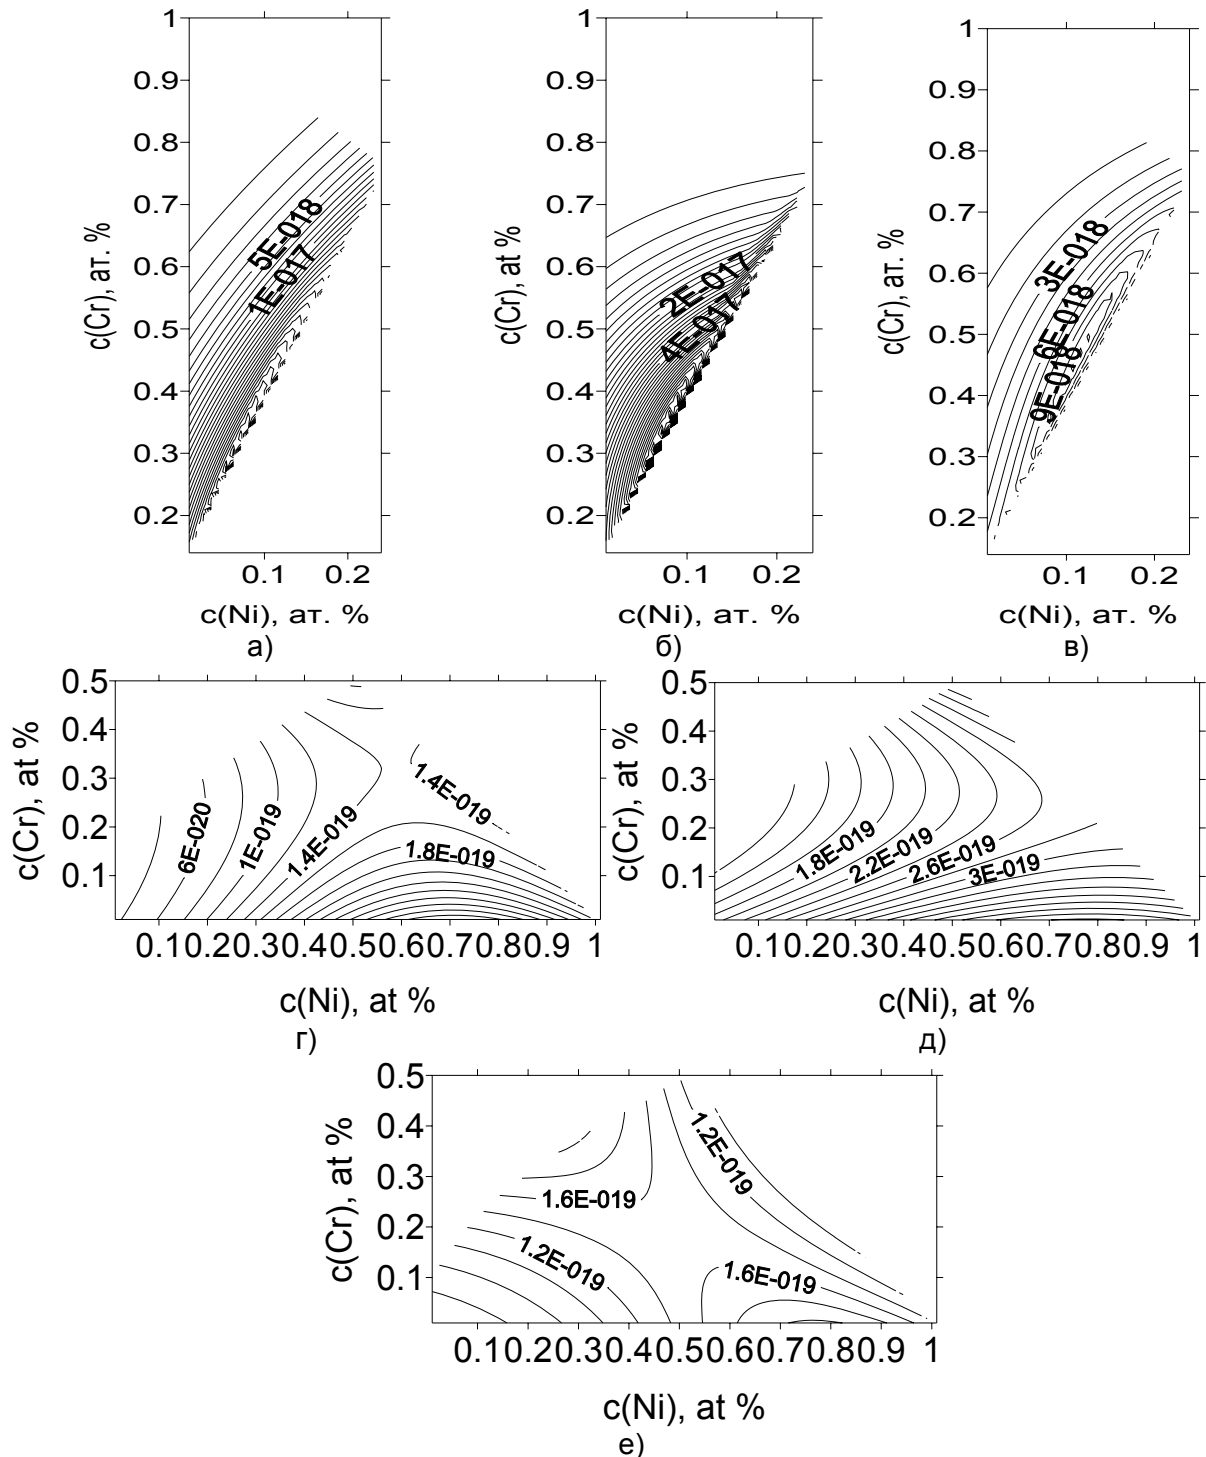 1
0.9
0.8
0.7
0.6
0.5
0.4
0.3
0.2
c(Cr), ат. %
5E-018
1E-017
0.1 0.2
c(Ni), ат. %
а)
1
0.9
0.8
0.7
0.6
0.5
0.4
0.3
0.2
c(Cr), at %
2E-017
4E-017
0.1 0.2
c(Ni), ат. %
б)
1
0.9
0.8
0.7
0.6
0.5
0.4
0.3
0.2
c(Cr), ат. %
3E-018
6E-018
9E-018
0.1 0.2
c(Ni), ат. %
в)
0.5
0.4
0.3
0.2
0.1
c(Cr), at %
6E-020
1E-019
1.4E-019
1.4E-019
1.8E-019
0.10.20.30.40.50.60.70.80.9 1
c(Ni), at %
г)
0.5
0.4
0.3
0.2
0.1
c(Cr), at %
1.8E-019
2.2E-019
2.6E-019
3E-019
0.10.20.30.40.50.60.70.80.9 1
c(Ni), at %
д)
0.5
0.4
0.3
0.2
0.1
c(Cr), at %
1.2E-019
1.6E-019
1.2E-019
1.6E-019
0.10.20.30.40.50.60.70.80.9 1
c(Ni), at %
е)